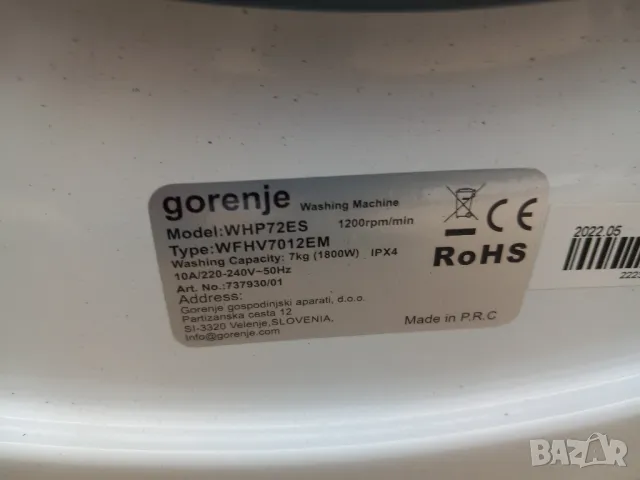 gorenje Washing Machine
Model:WHP72ES 1200rpm/min
Type:WFHV7012EM
Washing Capacity: 7kg (1800W) IPX4
10A/220-240V~50Hz
Art. No.:737930/01
Address:
Gorenje gospodinjski aparati, d.o.o.
Partizanska cesta 12
SI-3320 Velenje,SLOVENIA,
Info@gorenje.com
CE
RoHS
Made in P.R.C
2022.05
BAZAR